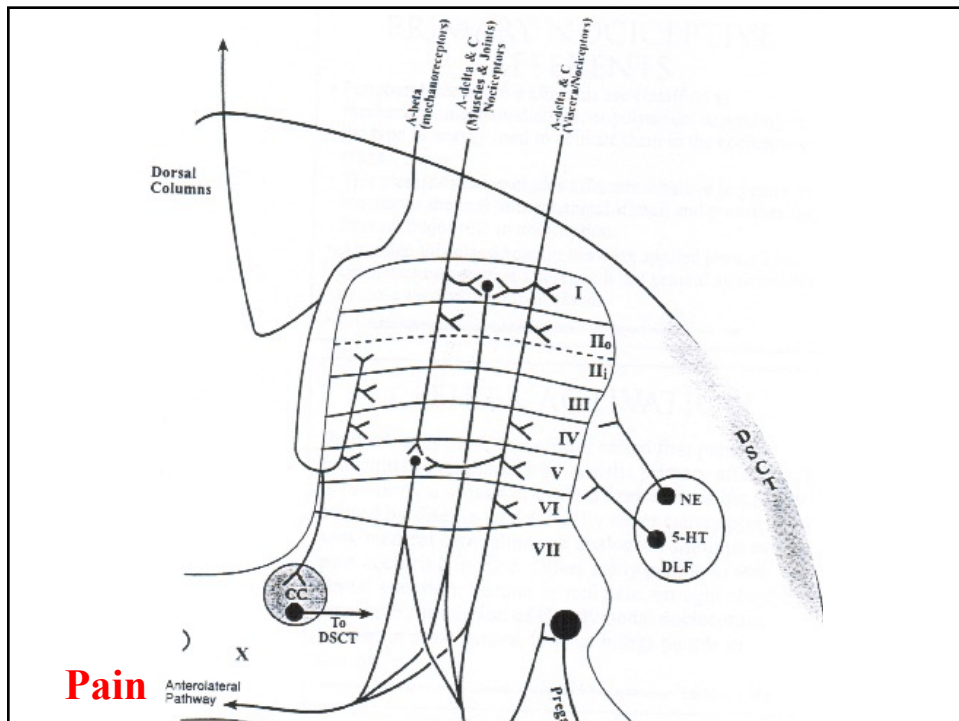 A-beta
(mechanoreceptors)
A-delta & C
(Muscles & Joints)
Nociceptors
A-delta & C
(Viscera/Nociceptors)
Dorsal
Columns
I
IIo
IIi
III
IV
V
VI
VII
DSCT
NE
5-HT
DLF
CC
To
DSCT
X
Pain
Anterolateral
Pathway